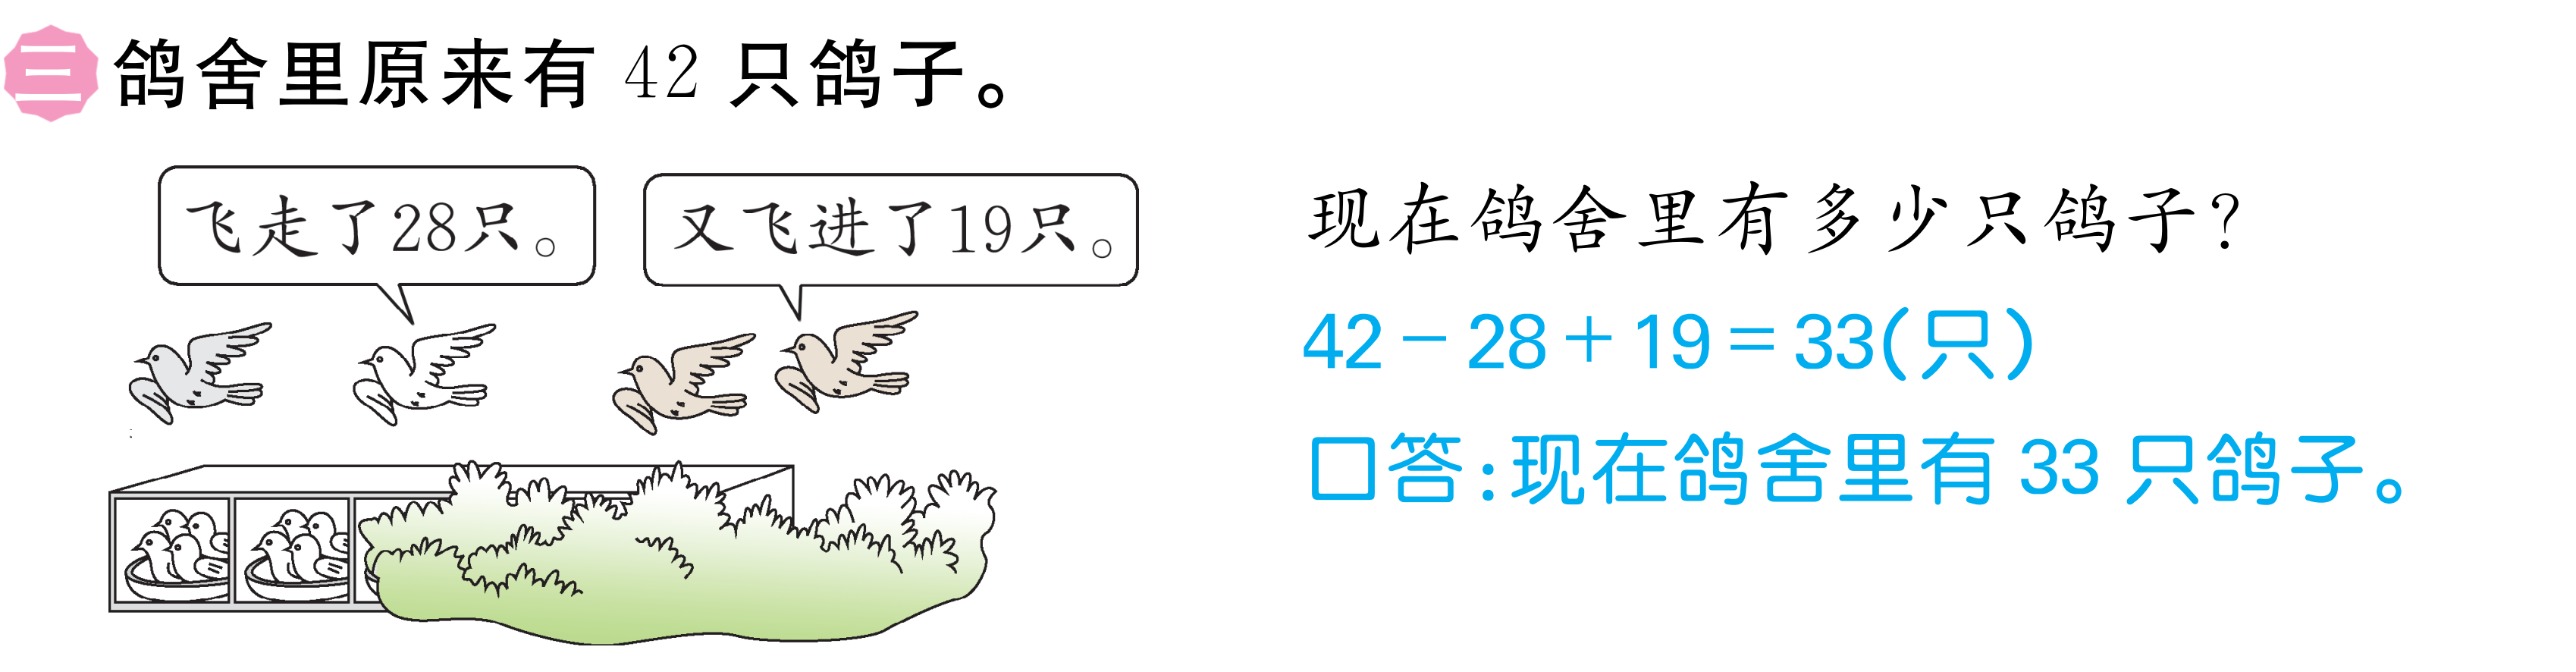 三 鸽舍里原来有 42 只鸽子。
飞走了28只。
又飞进了19只。
现在鸽舍里有多少只鸽子？
42－28＋19＝33(只)
口答：现在鸽舍里有 33 只鸽子。